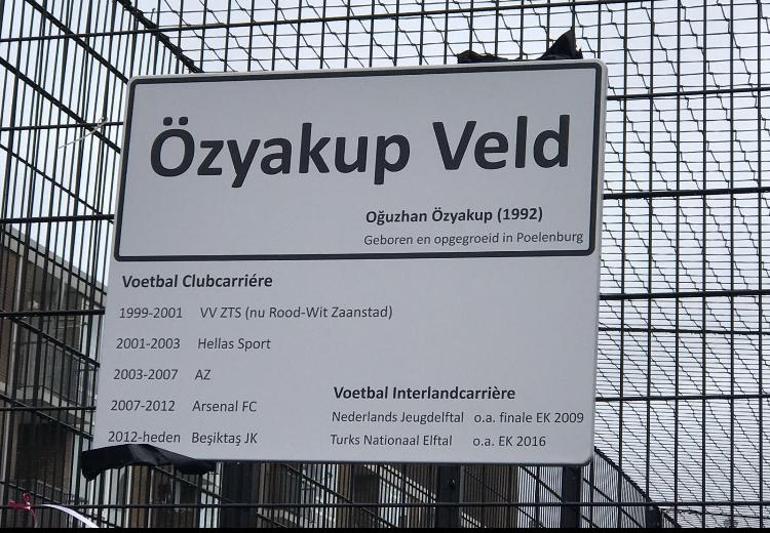 Özyakup Veld
Oğuzhan Özyakup (1992)
Geboren en opgegroeid in Poelenburg
Voetbal Clubcarriére
1999-2001 VV ZTS (nu Rood-Wit Zaanstad)
2001-2003 Hellas Sport
2003-2007 AZ
2007-2012 Arsenal FC
2012-heden Beşiktaş JK
Voetbal Interlandcarrière
Nederlands Jeugdelftal o.a. finale EK 2009
Turks Nationaal Elftal o.a. EK 2016